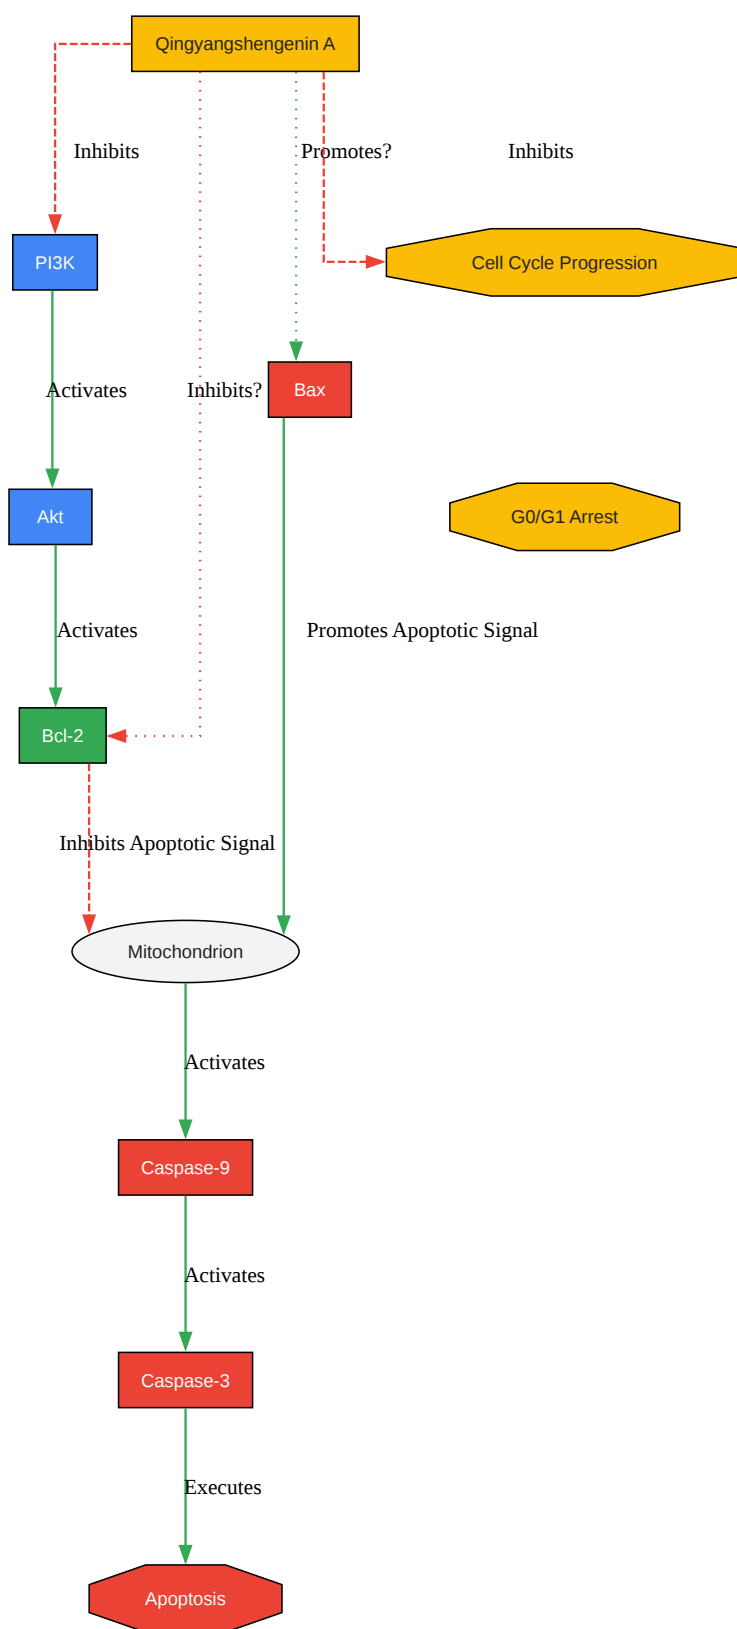 Qingyangshengenin A
Inhibits
Promotes?
Inhibits
PI3K
Cell Cycle Progression
Activates
Inhibits?
Bax
Akt
G0/G1 Arrest
Activates
Promotes Apoptotic Signal
Bcl-2
Inhibits Apoptotic Signal
Mitochondrion
Activates
Caspase-9
Activates
Caspase-3
Executes
Apoptosis